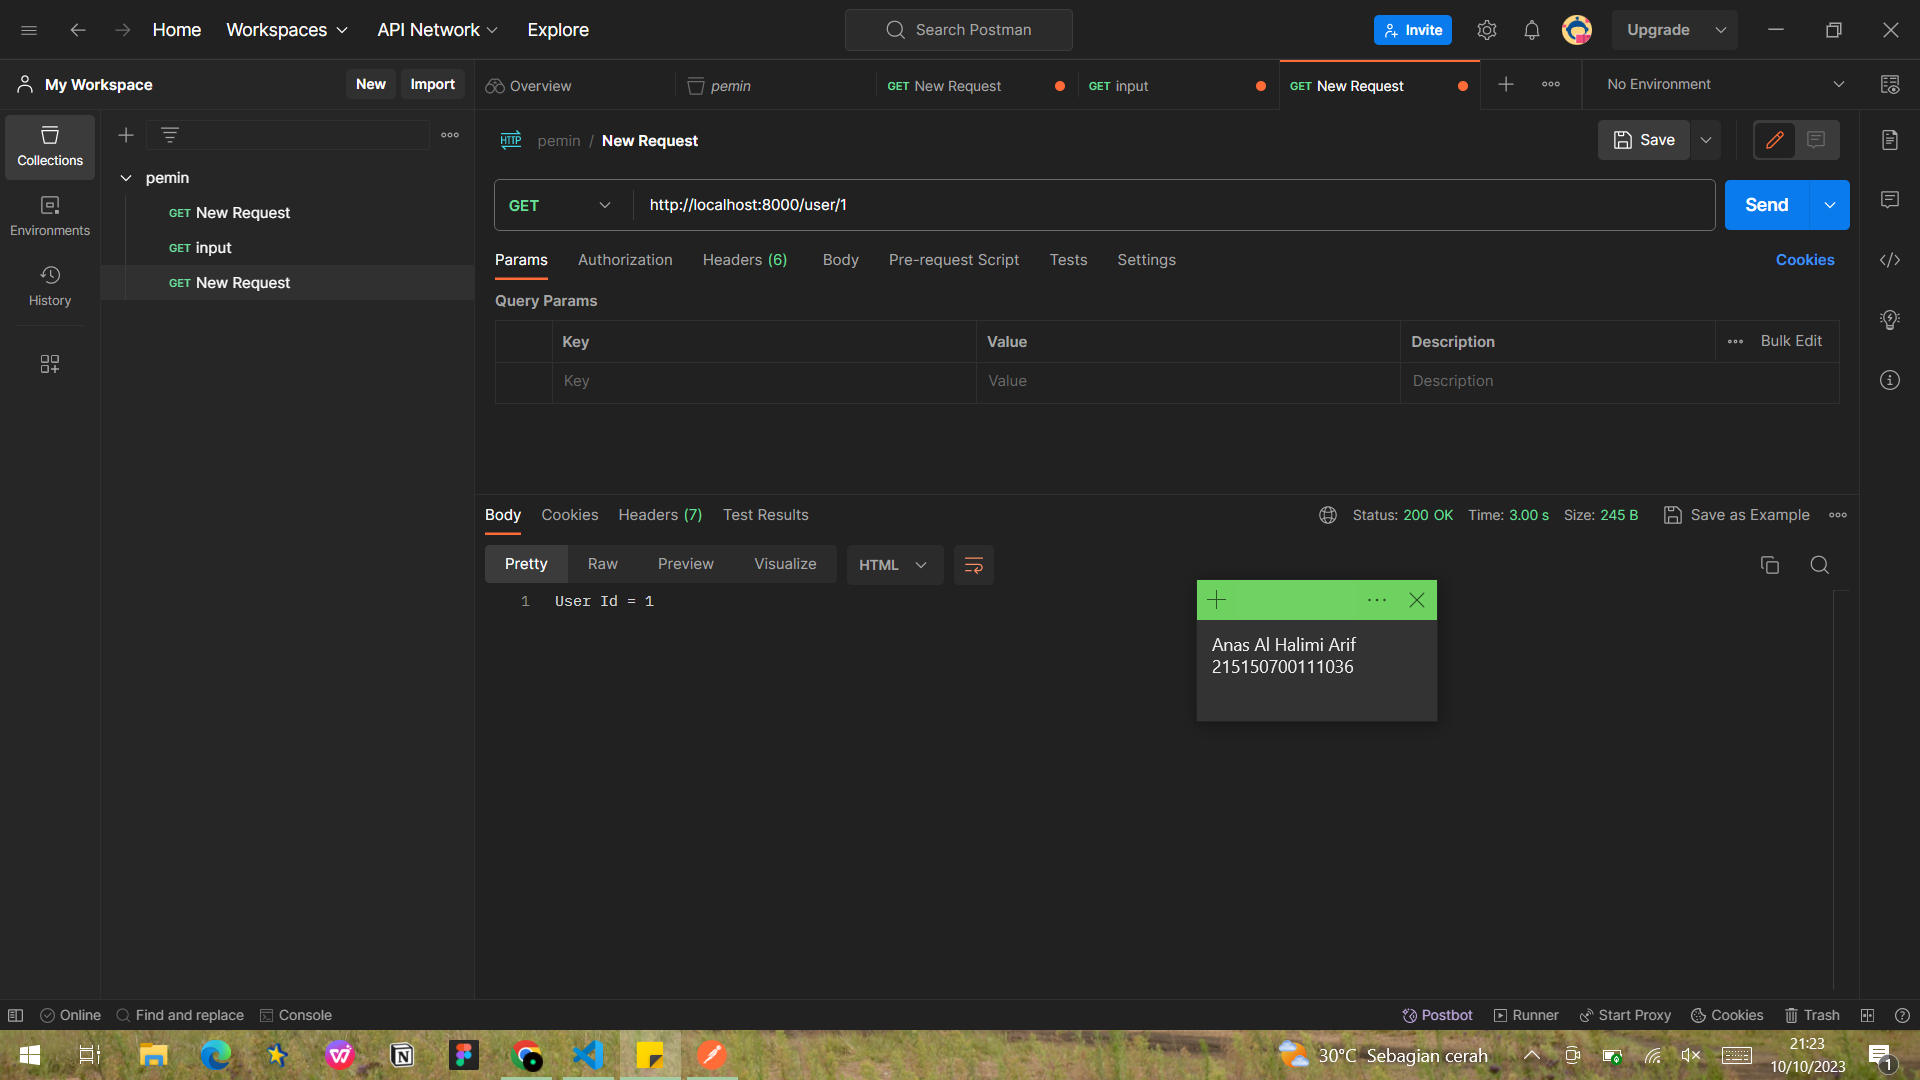 Home
Workspaces
API Network
Explore
Search Postman
Invite
Upgrade
My Workspace
New
Import
Overview
pemin
GET New Request
GET input
GET New Request
No Environment
Collections
Environments
History
pemin
GET New Request
GET input
GET New Request
HTTP
pemin / New Request
Save
GET
http://localhost:8000/user/1
Send
Params
Authorization
Headers (6)
Body
Pre-request Script
Tests
Settings
Cookies
Query Params
Key
Value
Description
Bulk Edit
Key
Value
Description
Body
Cookies
Headers (7)
Test Results
Status: 200 OK
Time: 3.00 s
Size: 245 B
Save as Example
Pretty
Raw
Preview
Visualize
HTML
1 User Id = 1
Anas Al Halimi Arif
215150700111036
Online
Find and replace
Console
Postbot
Runner
Start Proxy
Cookies
Trash
30°C Sebagian cerah
21:23
10/10/2023
1